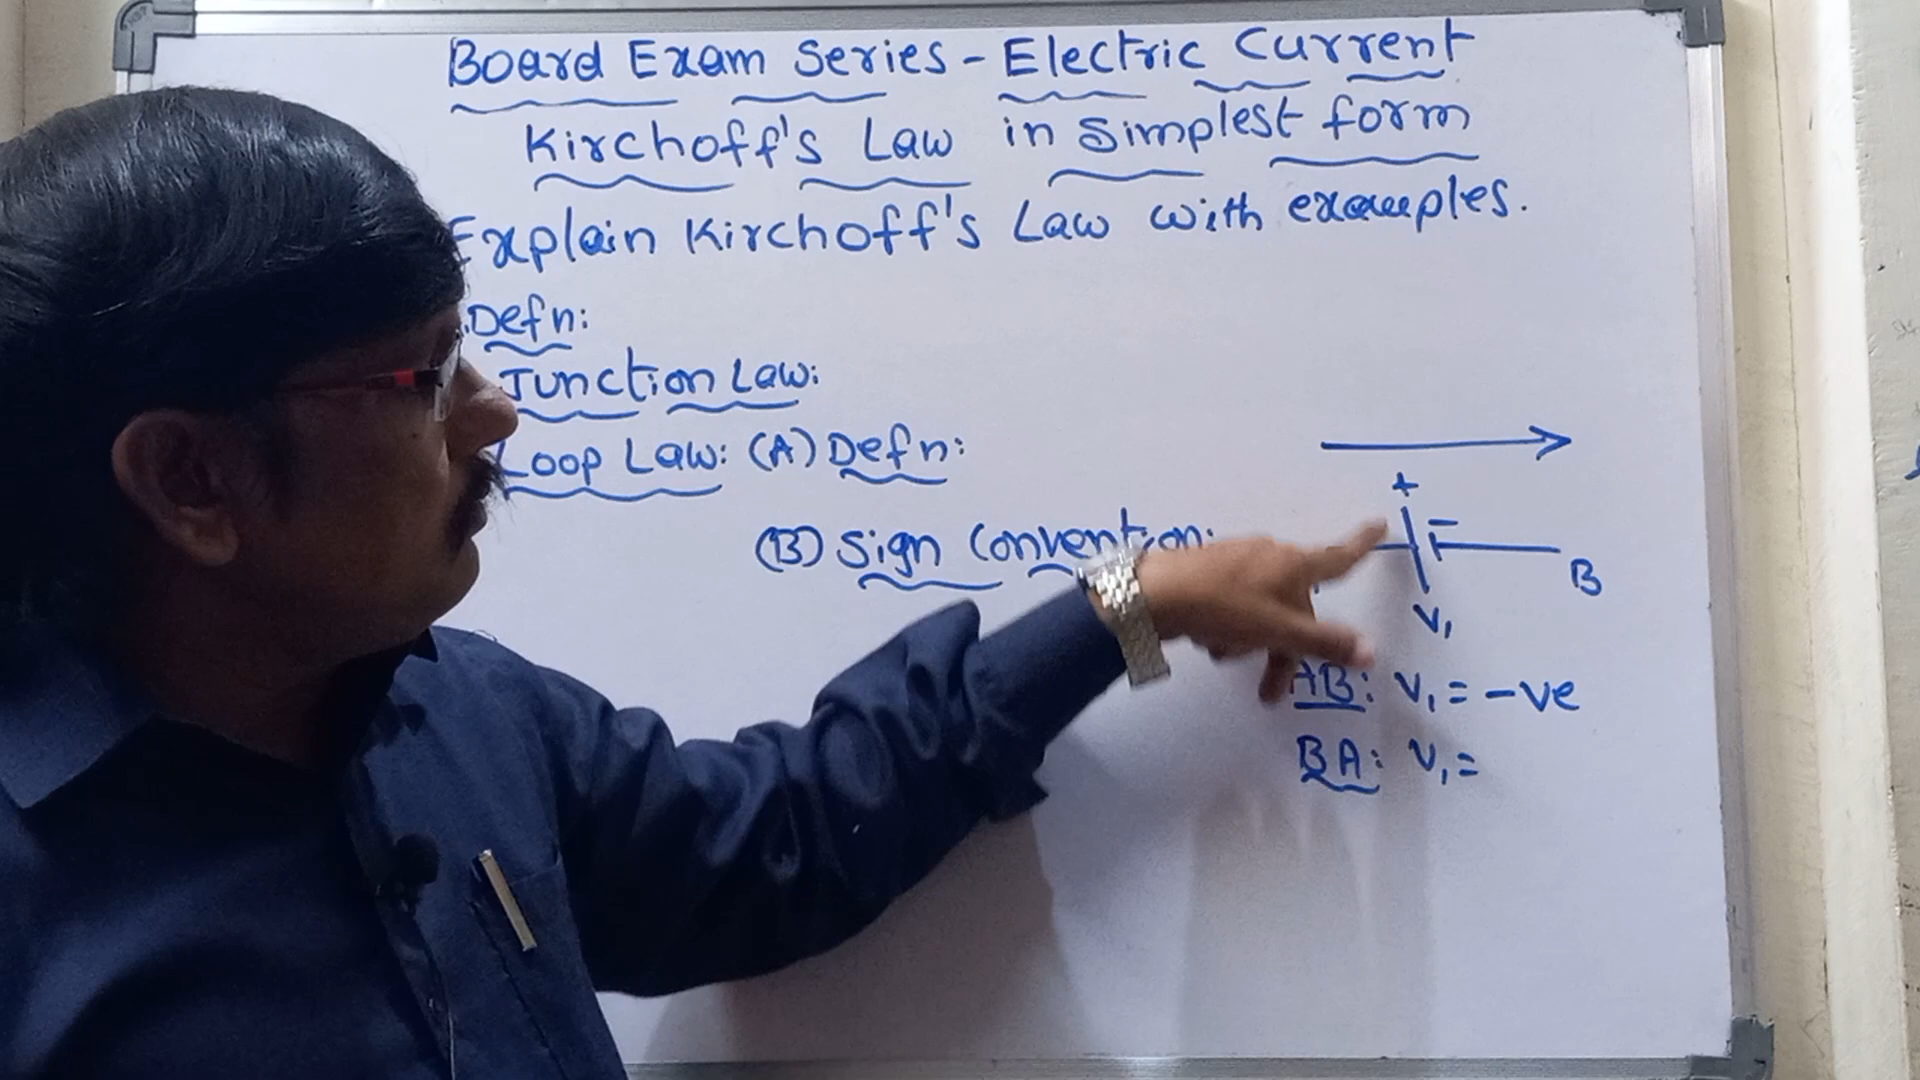 Board Exam Series - Electric Current
Kirchoff's Law in Simplest form
Explain Kirchoff's Law with examples.
Defn:
Junction Law:
Loop Law: (A) Defn:
(B) Sign Convention:
+ -
B
V₁
AB: V₁ = -ve
BA: V₁ =